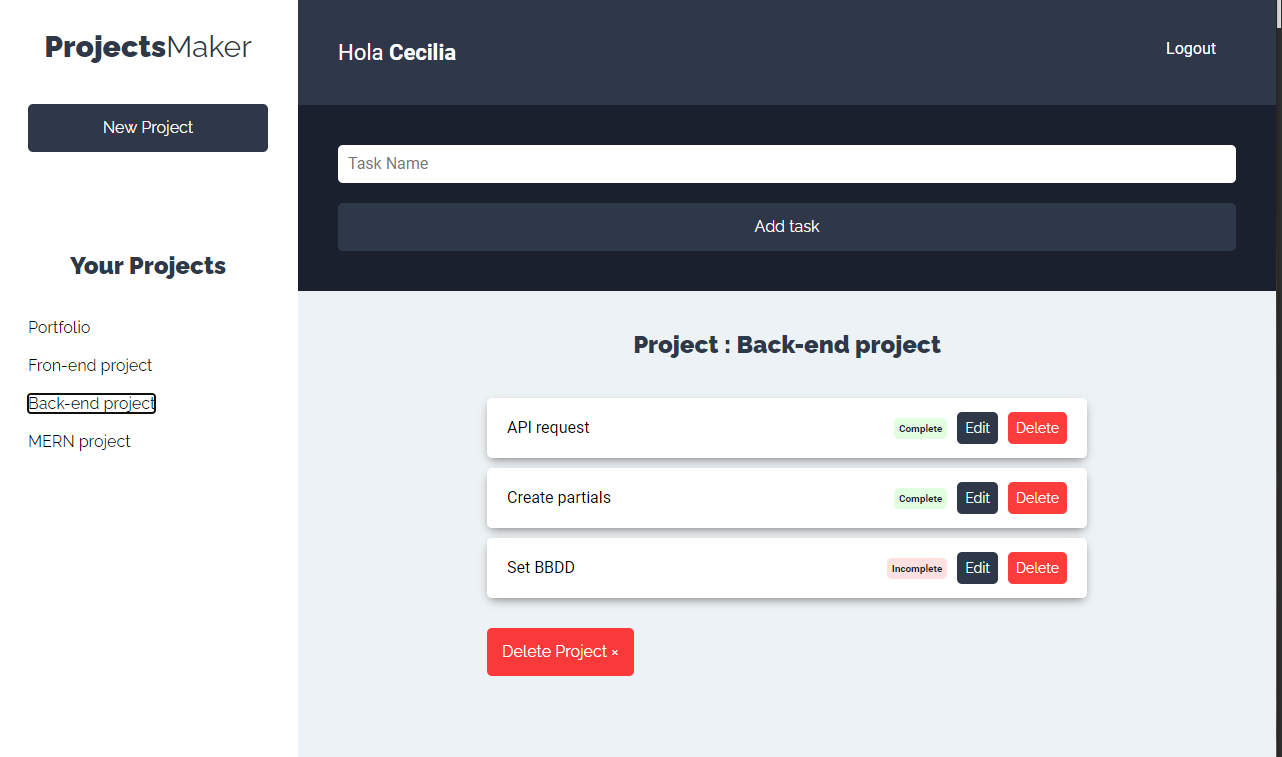 ProjectsMaker
New Project
Your Projects
Portfolio
Fron-end project
Back-end project
MERN project
Hola Cecilia
Logout
Task Name
Add task
Project : Back-end project
API request Complete Edit Delete
Create partials Complete Edit Delete
Set BBDD Incomplete Edit Delete
Delete Project ×